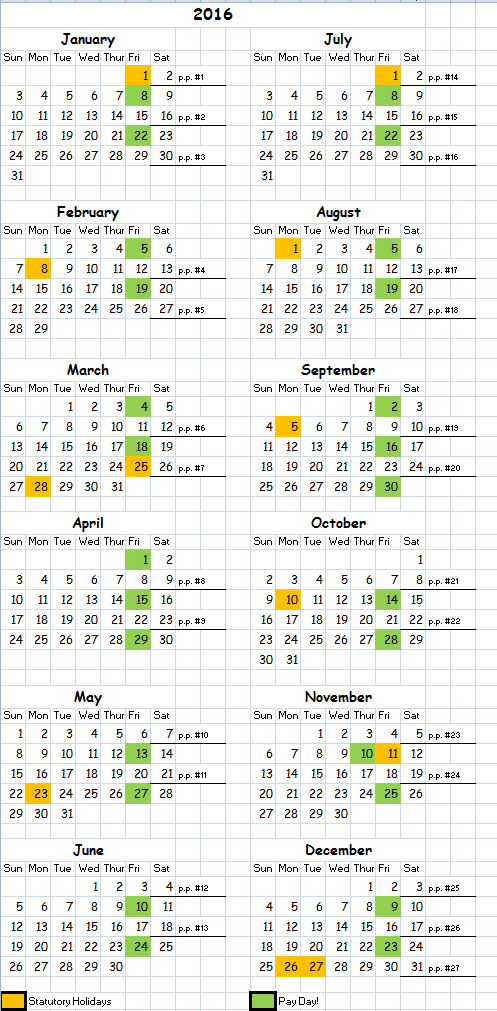 2016
January July
Sun Mon Tue Wed Thur Fri Sat Sun Mon Tue Wed Thur Fri Sat
1 2 p.p. #1 1 2 p.p. #14
3 4 5 6 7 8 9 3 4 5 6 7 8 9
10 11 12 13 14 15 16 p.p. #2 10 11 12 13 14 15 16 p.p. #15
17 18 19 20 21 22 23 17 18 19 20 21 22 23
24 25 26 27 28 29 30 p.p. #3 24 25 26 27 28 29 30 p.p. #16
31 31
February August
Sun Mon Tue Wed Thur Fri Sat Sun Mon Tue Wed Thur Fri Sat
1 2 3 4 5 6 1 2 3 4 5 6
7 8 9 10 11 12 13 p.p. #4 7 8 9 10 11 12 13 p.p. #17
14 15 16 17 18 19 20 14 15 16 17 18 19 20
21 22 23 24 25 26 27 p.p. #5 21 22 23 24 25 26 27 p.p. #18
28 29 28 29 30 31
March September
Sun Mon Tue Wed Thur Fri Sat Sun Mon Tue Wed Thur Fri Sat
1 2 3 4 5 1 2 3
6 7 8 9 10 11 12 p.p. #6 4 5 6 7 8 9 10 p.p. #19
13 14 15 16 17 18 19 11 12 13 14 15 16 17
20 21 22 23 24 25 26 p.p. #7 18 19 20 21 22 23 24 p.p. #20
27 28 29 30 31 25 26 27 28 29 30
April October
Sun Mon Tue Wed Thur Fri Sat Sun Mon Tue Wed Thur Fri Sat
1 2 1
3 4 5 6 7 8 9 p.p. #8 2 3 4 5 6 7 8 p.p. #21
10 11 12 13 14 15 16 9 10 11 12 13 14 15
17 18 19 20 21 22 23 p.p. #9 16 17 18 19 20 21 22 p.p. #22
24 25 26 27 28 29 30 23 24 25 26 27 28 29
30 31
May November
Sun Mon Tue Wed Thur Fri Sat Sun Mon Tue Wed Thur Fri Sat
1 2 3 4 5 6 7 p.p. #10 1 2 3 4 5 p.p. #23
8 9 10 11 12 13 14 6 7 8 9 10 11 12
15 16 17 18 19 20 21 p.p. #11 13 14 15 16 17 18 19 p.p. #24
22 23 24 25 26 27 28 20 21 22 23 24 25 26
29 30 31 27 28 29 30
June December
Sun Mon Tue Wed Thur Fri Sat Sun Mon Tue Wed Thur Fri Sat
1 2 3 4 p.p. #12 1 2 3 p.p. #25
5 6 7 8 9 10 11 4 5 6 7 8 9 10
12 13 14 15 16 17 18 p.p. #13 11 12 13 14 15 16 17 p.p. #26
19 20 21 22 23 24 25 18 19 20 21 22 23 24
26 27 28 29 30 25 26 27 28 29 30 31 p.p. #27
Statutory Holidays Pay Day!